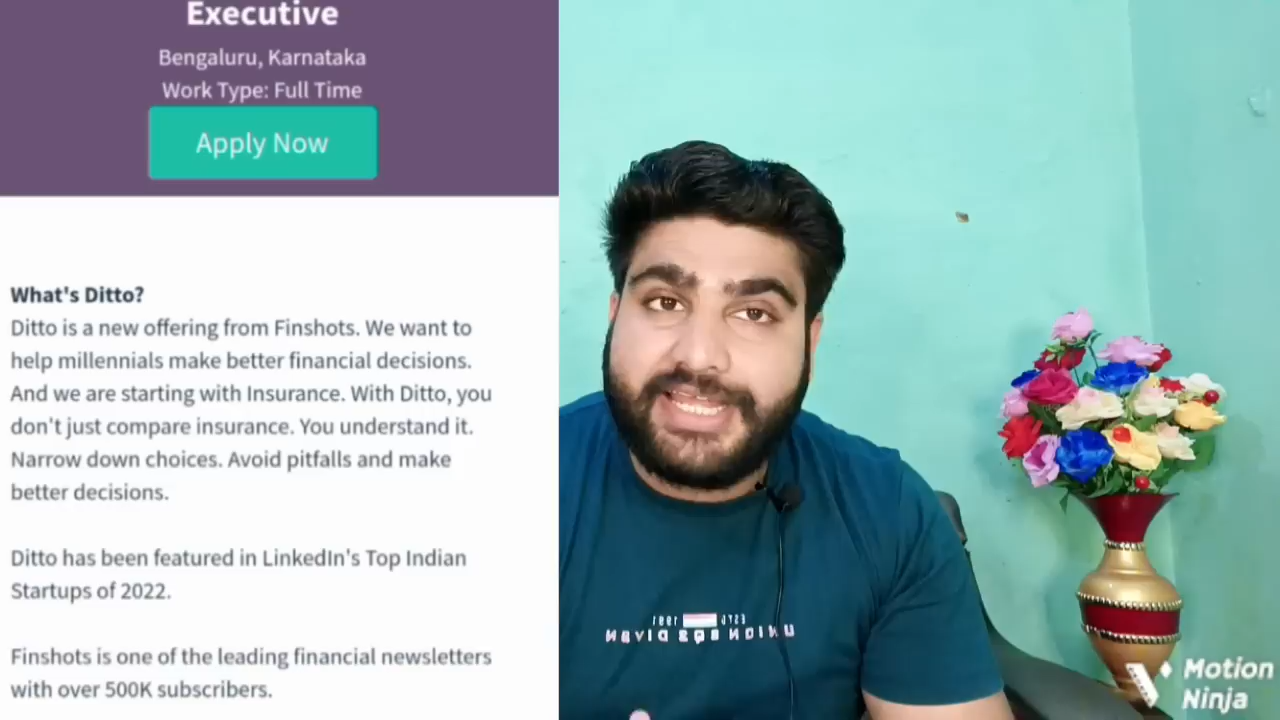 Executive
Bengaluru, Karnataka
Work Type: Full Time
Apply Now
What's Ditto?
Ditto is a new offering from Finshots. We want to
help millennials make better financial decisions.
And we are starting with Insurance. With Ditto, you
don't just compare insurance. You understand it.
Narrow down choices. Avoid pitfalls and make
better decisions.
Ditto has been featured in LinkedIn's Top Indian
Startups of 2022.
Finshots is one of the leading financial newsletters
with over 500K subscribers.
ESTD 1981
Motion
Ninja